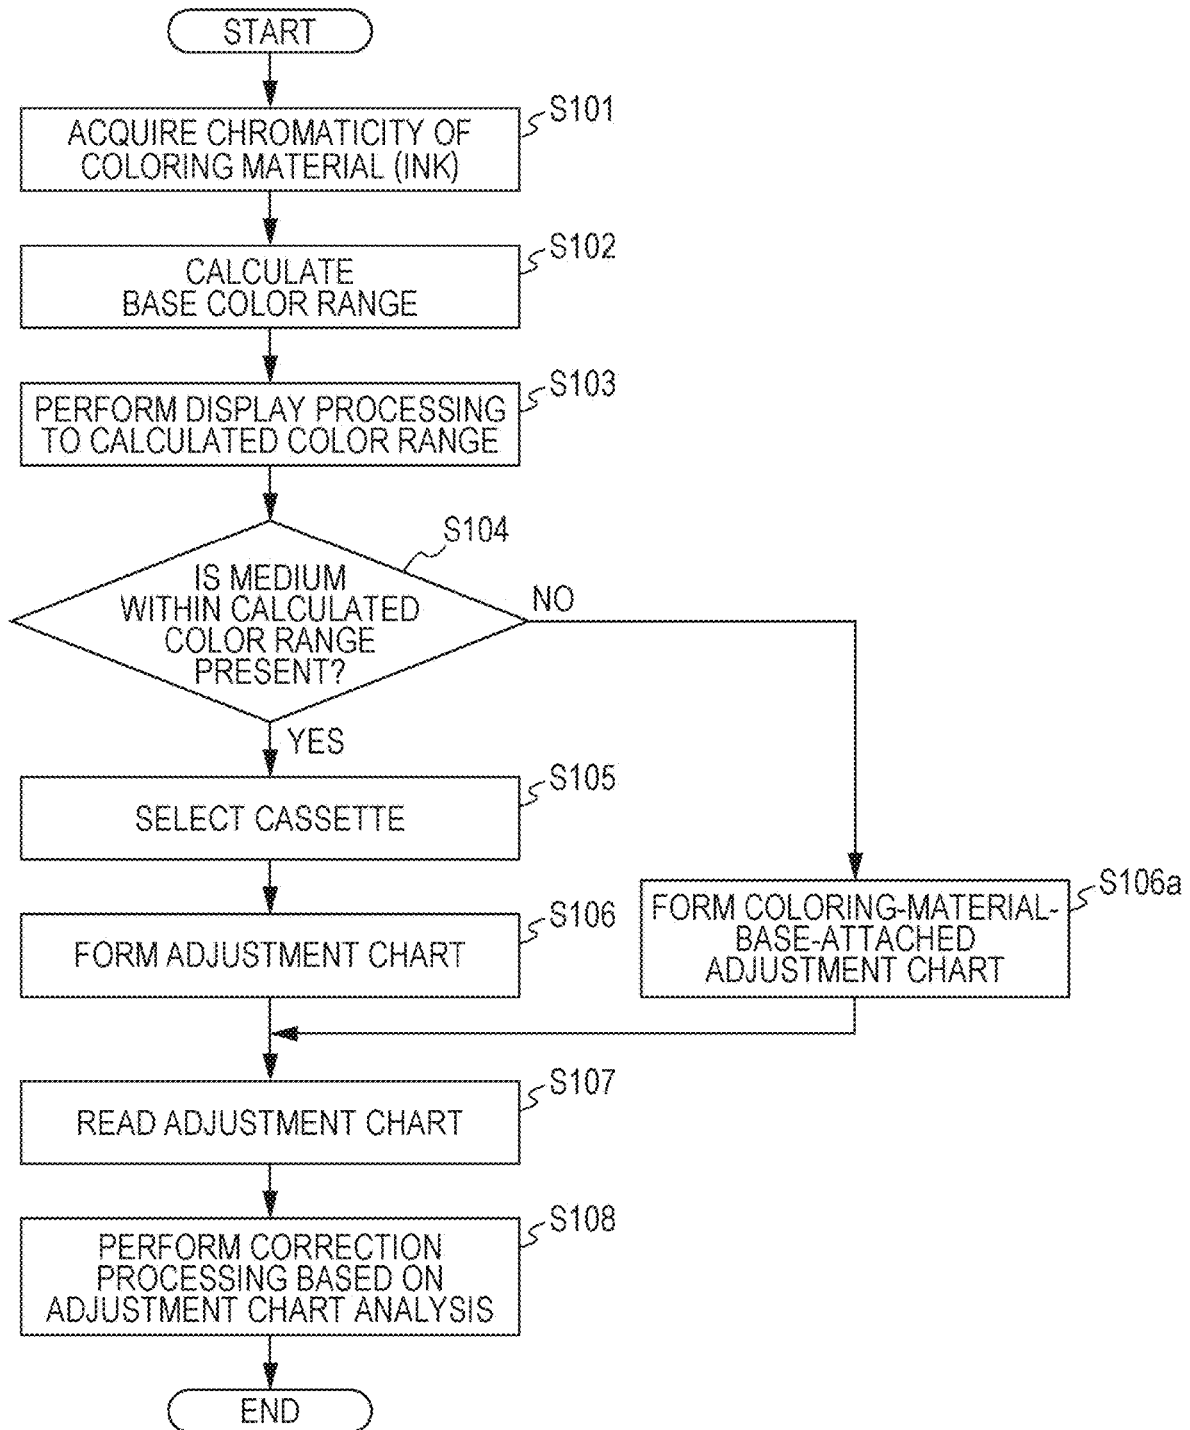 START
S101
ACQUIRE CHROMATICITY OF
COLORING MATERIAL (INK)
S102
CALCULATE
BASE COLOR RANGE
S103
PERFORM DISPLAY PROCESSING
TO CALCULATED COLOR RANGE
S104
IS MEDIUM
WITHIN CALCULATED
COLOR RANGE
PRESENT?
NO
YES
S105
SELECT CASSETTE
S106
FORM ADJUSTMENT CHART
S106a
FORM COLORING-MATERIAL-
BASE-ATTACHED
ADJUSTMENT CHART
S107
READ ADJUSTMENT CHART
S108
PERFORM CORRECTION
PROCESSING BASED ON
ADJUSTMENT CHART ANALYSIS
END